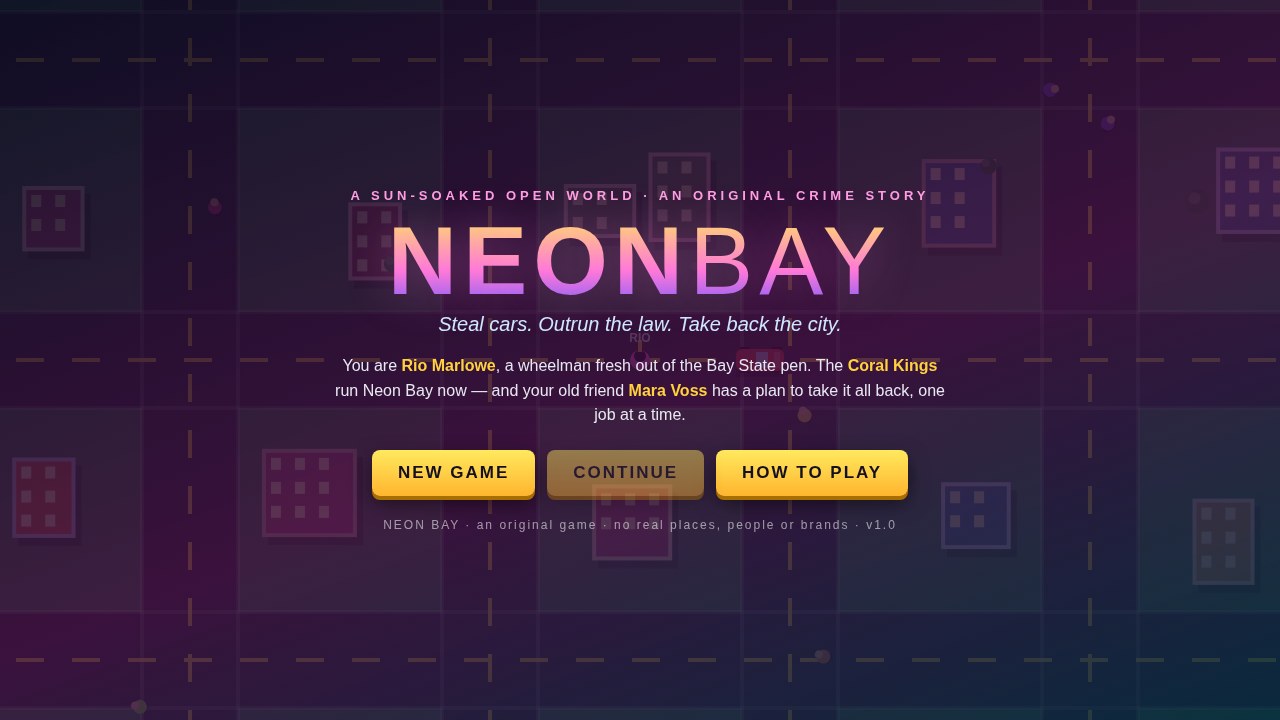 A SUN-SOAKED OPEN WORLD · AN ORIGINAL CRIME STORY
NEONBAY
Steal cars. Outrun the law. Take back the city.
RIO
You are Rio Marlowe, a wheelman fresh out of the Bay State pen. The Coral Kings
run Neon Bay now — and your old friend Mara Voss has a plan to take it all back, one
job at a time.
NEW GAME CONTINUE HOW TO PLAY
NEON BAY · an original game · no real places, people or brands · v1.0